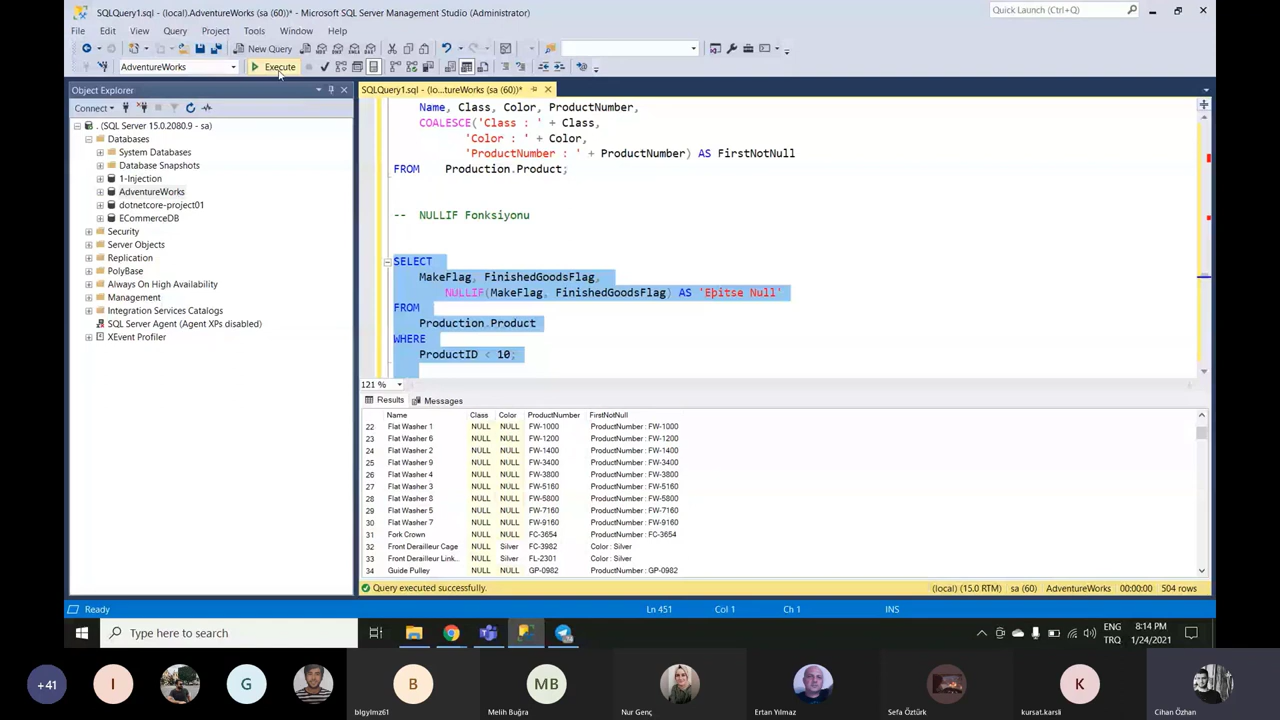 SQLQuery1.sql - (local).AdventureWorks (sa (60))* - Microsoft SQL Server Management Studio (Administrator)
Quick Launch (Ctrl+Q)
File Edit View Query Project Tools Window Help
New Query
AdventureWorks
Execute
Object Explorer
SQLQuery1.sql - (lo...tureWorks (sa (60))*
Connect
. (SQL Server 15.0.2080.9 - sa)
Databases
System Databases
Database Snapshots
1-Injection
AdventureWorks
dotnetcore-project01
ECommerceDB
Security
Server Objects
Replication
PolyBase
Always On High Availability
Management
Integration Services Catalogs
SQL Server Agent (Agent XPs disabled)
XEvent Profiler
Name, Class, Color, ProductNumber,
COALESCE('Class : ' + Class,
'Color : ' + Color,
'ProductNumber : ' + ProductNumber) AS FirstNotNull
FROM Production.Product;
-- NULLIF Fonksiyonu
SELECT
MakeFlag, FinishedGoodsFlag,
NULLIF(MakeFlag, FinishedGoodsFlag) AS 'Eþitse Null'
FROM
Production.Product
WHERE
ProductID < 10;
121 %
Results Messages
Name Class Color ProductNumber FirstNotNull
22 Flat Washer 1 NULL NULL FW-1000 ProductNumber : FW-1000
23 Flat Washer 6 NULL NULL FW-1200 ProductNumber : FW-1200
24 Flat Washer 2 NULL NULL FW-1400 ProductNumber : FW-1400
25 Flat Washer 9 NULL NULL FW-3400 ProductNumber : FW-3400
26 Flat Washer 4 NULL NULL FW-3800 ProductNumber : FW-3800
27 Flat Washer 3 NULL NULL FW-5160 ProductNumber : FW-5160
28 Flat Washer 8 NULL NULL FW-5800 ProductNumber : FW-5800
29 Flat Washer 5 NULL NULL FW-7160 ProductNumber : FW-7160
30 Flat Washer 7 NULL NULL FW-9160 ProductNumber : FW-9160
31 Fork Crown NULL NULL FC-3654 ProductNumber : FC-3654
32 Front Derailleur Cage NULL Silver FC-3982 Color : Silver
33 Front Derailleur Link... NULL Silver FL-2301 Color : Silver
34 Guide Pulley NULL NULL GP-0982 ProductNumber : GP-0982
Query executed successfully.
(local) (15.0 RTM) sa (60) AdventureWorks 00:00:00 504 rows
Ready
Ln 451 Col 1 Ch 1 INS
Type here to search
ENG
TRQ
8:14 PM
1/24/2021
+41
I
G
B
MB
K
blgylmz61
Melih Buğra
Nur Genç
Ertan Yılmaz
Sefa Öztürk
kursat.karsli
Cihan Özhan